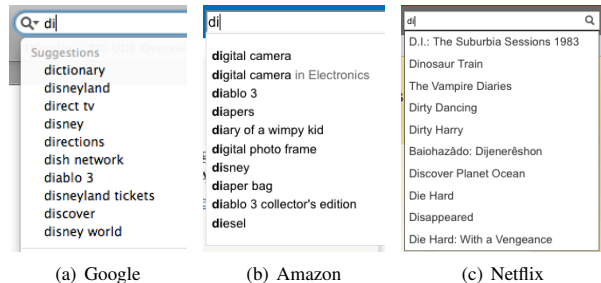 di
Suggestions
dictionary
disneyland
direct tv
disney
directions
dish network
diablo 3
disneyland tickets
discover
disney world
(a) Google
di
digital camera
digital camera in Electronics
diablo 3
diapers
diary of a wimpy kid
digital photo frame
disney
diaper bag
diablo 3 collector's edition
diesel
(b) Amazon
di
D.I.: The Suburbia Sessions 1983
Dinosaur Train
The Vampire Diaries
Dirty Dancing
Dirty Harry
Baiohazâdo: Dijenerêshon
Discover Planet Ocean
Die Hard
Disappeared
Die Hard: With a Vengeance
(c) Netflix